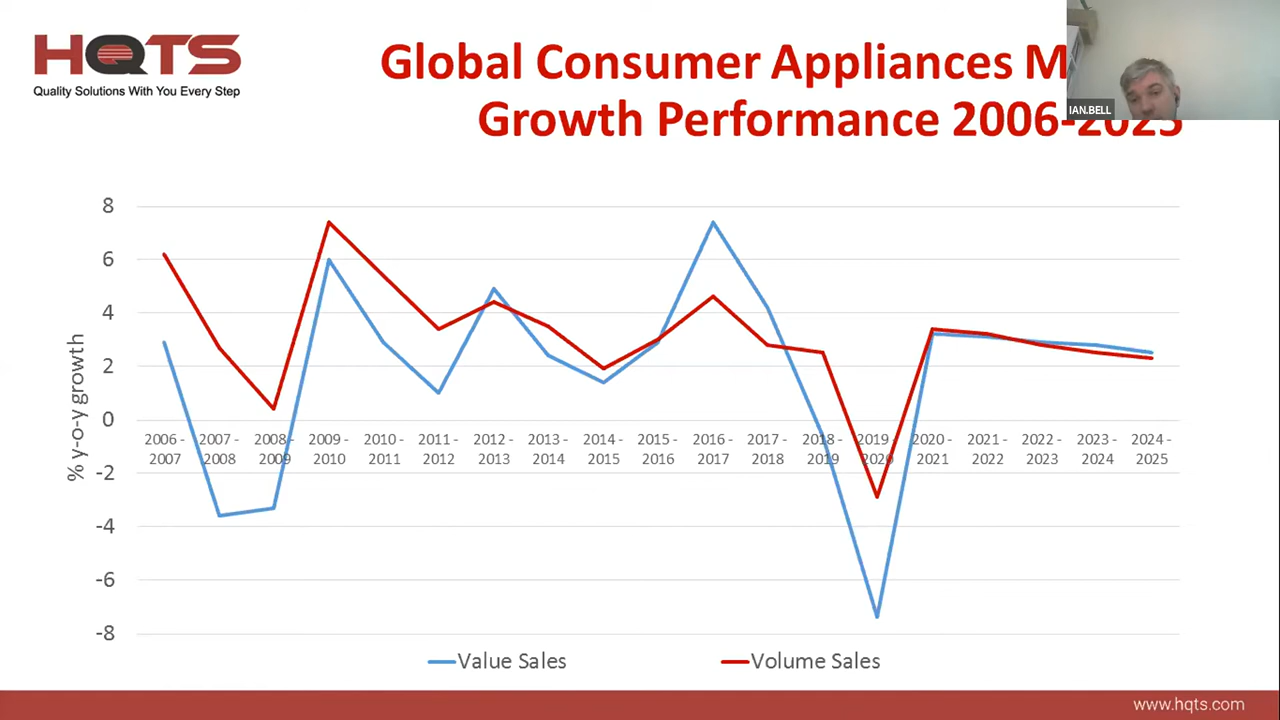 HQTS
Quality Solutions With You Every Step
Global Consumer Appliances M
Growth Performance 2006-2025
IAN.BELL
8
6
4
2
0
-2
-4
-6
-8
% y-o-y growth
2006 - 2007 - 2008 - 2009 - 2010 - 2011 - 2012 - 2013 - 2014 - 2015 - 2016 - 2017 - 2018 - 2019 - 2020 - 2021 - 2022 - 2023 - 2024 -
2007 2008 2009 2010 2011 2012 2013 2014 2015 2016 2017 2018 2019 2020 2021 2022 2023 2024 2025
Value Sales Volume Sales
www.hqts.com